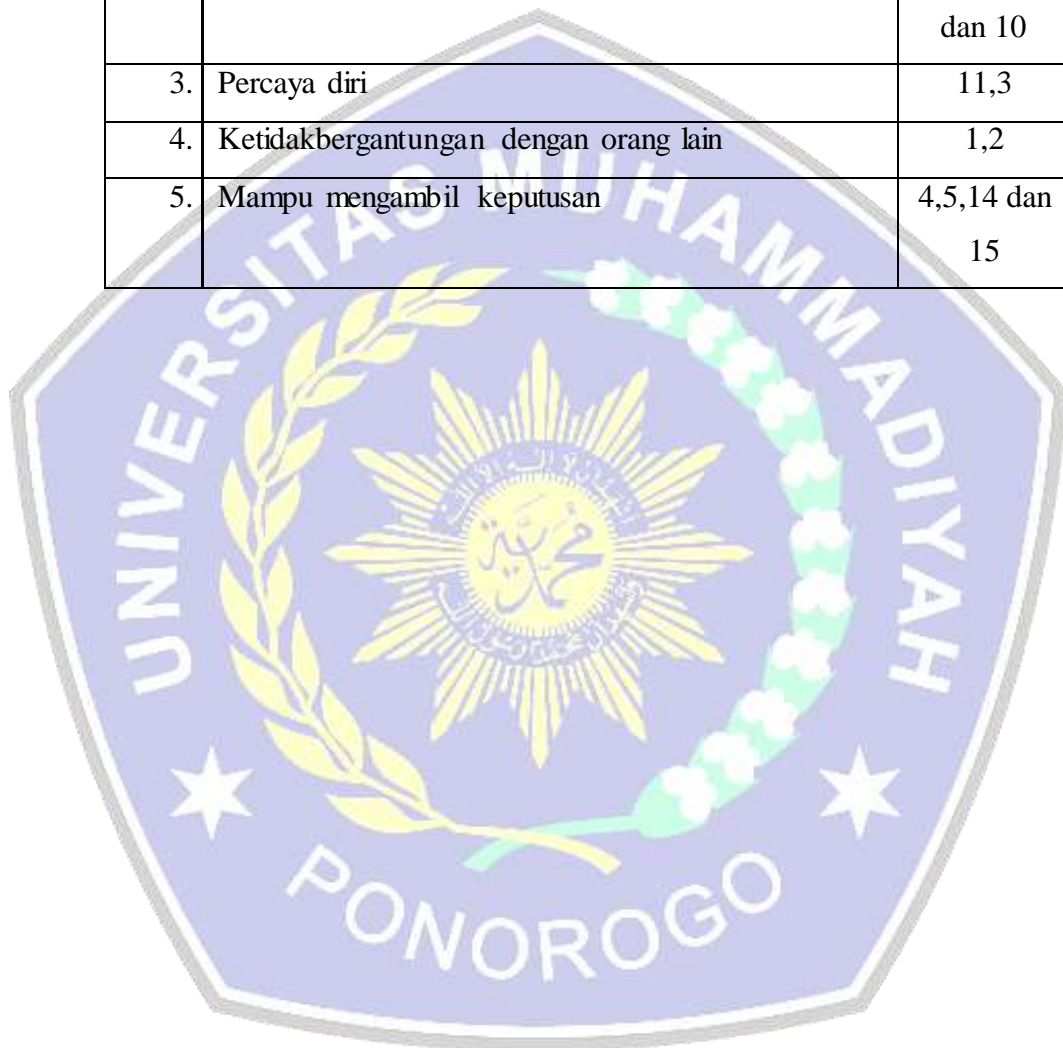 dan 10
3. Percaya diri 11,3
4. Ketidakbergantungan dengan orang lain 1,2
5. Mampu mengambil keputusan 4,5,14 dan
15
UNIVERSITAS MUHAMMADIYAH
PONOROGO